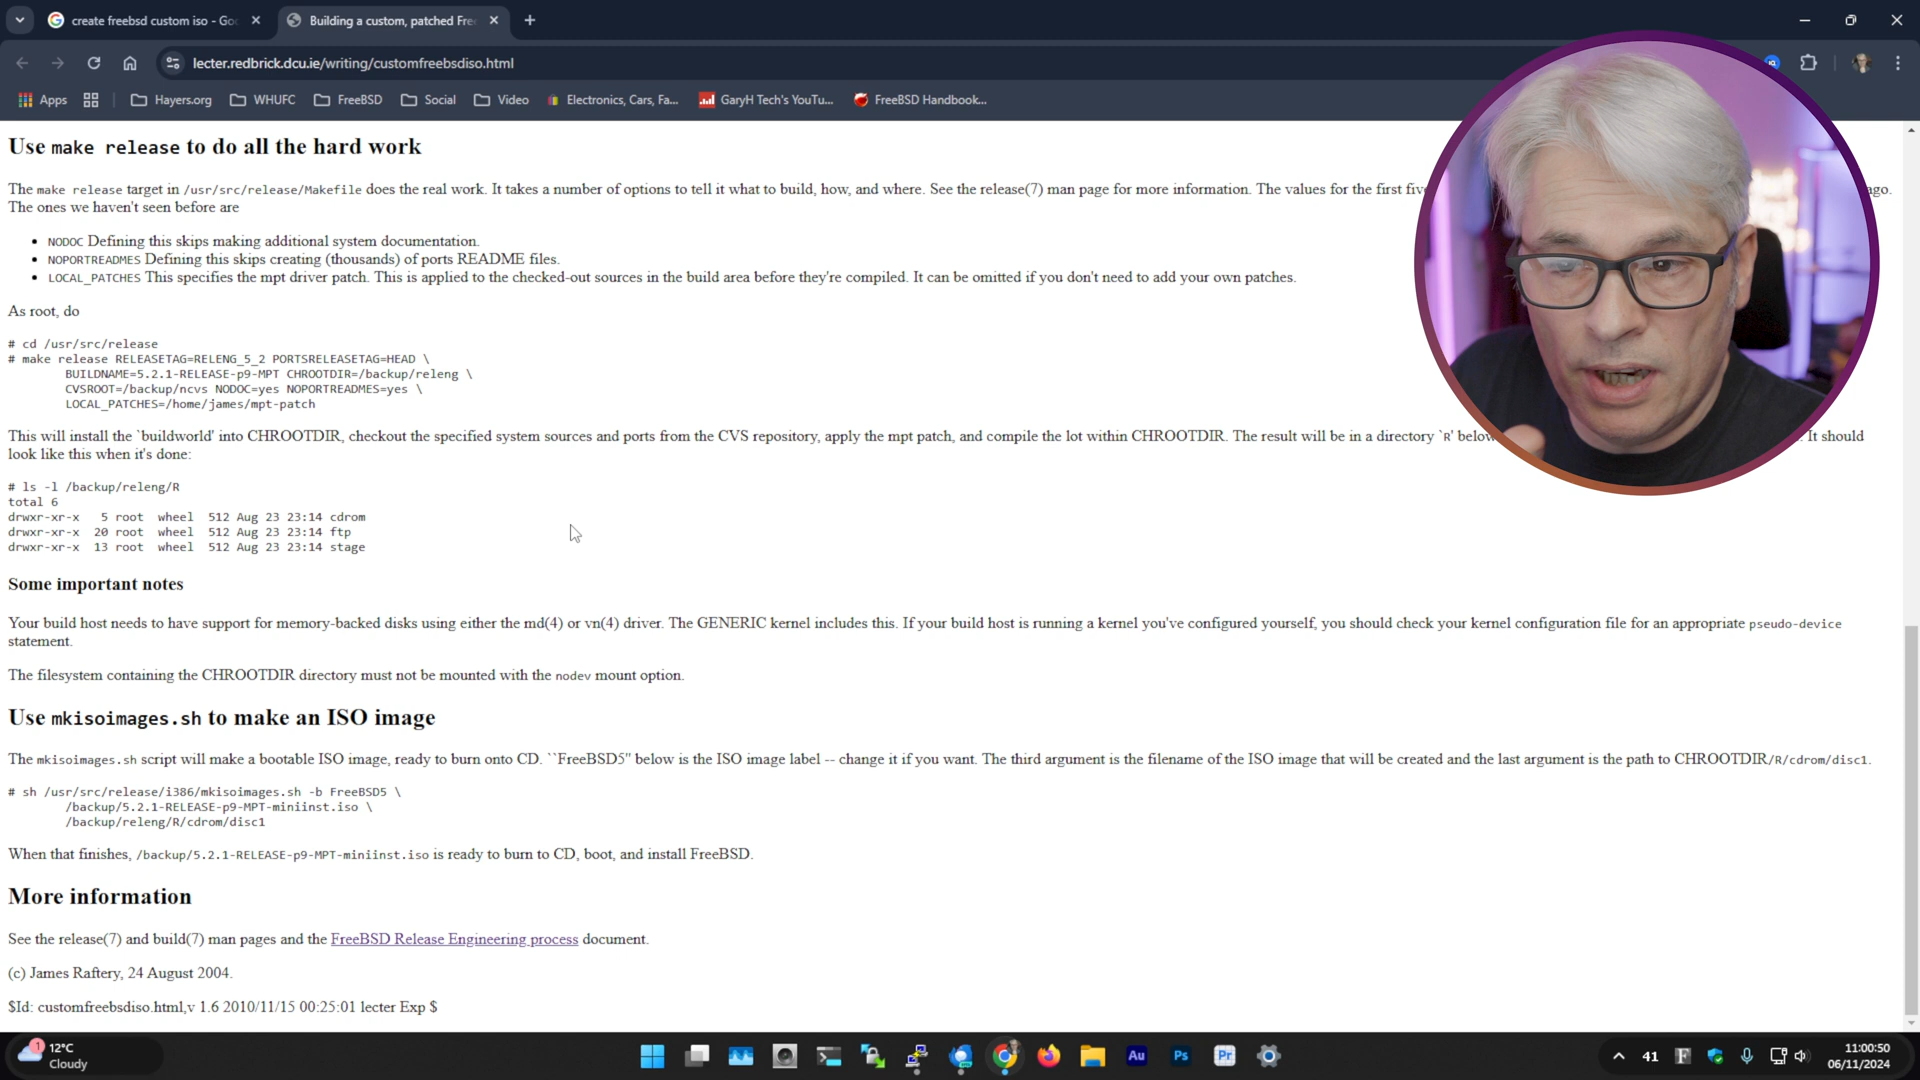 create freebsd custom iso - Goo
Building a custom, patched Free
lecter.redbrick.dcu.ie/writing/customfreebsdiso.html
Apps
Hayers.org
WHUFC
FreeBSD
Social
Video
Electronics, Cars, Fa...
GaryH Tech's YouTu...
FreeBSD Handbook...
Use make release to do all the hard work
The make release target in /usr/src/release/Makefile does the real work. It takes a number of options to tell it what to build, how, and where. See the release(7) man page for more information. The values for the first five ago.
The ones we haven't seen before are
• NODOC Defining this skips making additional system documentation.
• NOPORTREADMES Defining this skips creating (thousands) of ports README files.
• LOCAL_PATCHES This specifies the mpt driver patch. This is applied to the checked-out sources in the build area before they're compiled. It can be omitted if you don't need to add your own patches.
As root, do
# cd /usr/src/release
# make release RELEASETAG=RELENG_5_2 PORTSRELEASETAG=HEAD \
BUILDNAME=5.2.1-RELEASE-p9-MPT CHROOTDIR=/backup/releng \
CVSROOT=/backup/ncvs NODOC=yes NOPORTREADMES=yes \
LOCAL_PATCHES=/home/james/mpt-patch
This will install the `buildworld' into CHROOTDIR, checkout the specified system sources and ports from the CVS repository, apply the mpt patch, and compile the lot within CHROOTDIR. The result will be in a directory `R' below It should
look like this when it's done:
# ls -l /backup/releng/R
total 6
drwxr-xr-x 5 root wheel 512 Aug 23 23:14 cdrom
drwxr-xr-x 20 root wheel 512 Aug 23 23:14 ftp
drwxr-xr-x 13 root wheel 512 Aug 23 23:14 stage
Some important notes
Your build host needs to have support for memory-backed disks using either the md(4) or vn(4) driver. The GENERIC kernel includes this. If your build host is running a kernel you've configured yourself, you should check your kernel configuration file for an appropriate pseudo-device
statement.
The filesystem containing the CHROOTDIR directory must not be mounted with the nodev mount option.
Use mkisoimages.sh to make an ISO image
The mkisoimages.sh script will make a bootable ISO image, ready to burn onto CD. ``FreeBSD5'' below is the ISO image label -- change it if you want. The third argument is the filename of the ISO image that will be created and the last argument is the path to CHROOTDIR/R/cdrom/disc1.
# sh /usr/src/release/i386/mkisoimages.sh -b FreeBSD5 \
/backup/5.2.1-RELEASE-p9-MPT-miniinst.iso \
/backup/releng/R/cdrom/disc1
When that finishes, /backup/5.2.1-RELEASE-p9-MPT-miniinst.iso is ready to burn to CD, boot, and install FreeBSD.
More information
See the release(7) and build(7) man pages and the FreeBSD Release Engineering process document.
(c) James Raftery, 24 August 2004.
$Id: customfreebsdiso.html,v 1.6 2010/11/15 00:25:01 lecter Exp $
1
12°C
Cloudy
Au
Ps
Pr
41
F
11:00:50
06/11/2024